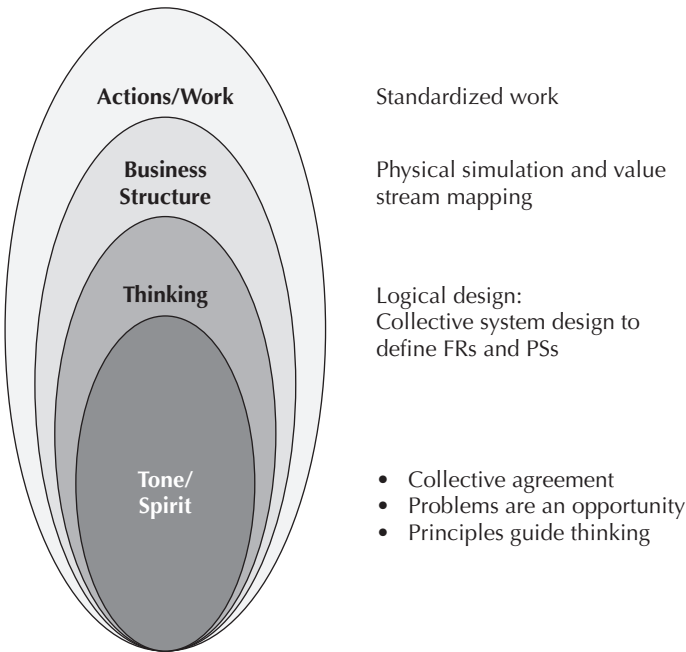 Actions/Work
Standardized work
Business
Structure
Physical simulation and value
stream mapping
Thinking
Logical design:
Collective system design to
define FRs and PSs
Tone/
Spirit
• Collective agreement
• Problems are an opportunity
• Principles guide thinking